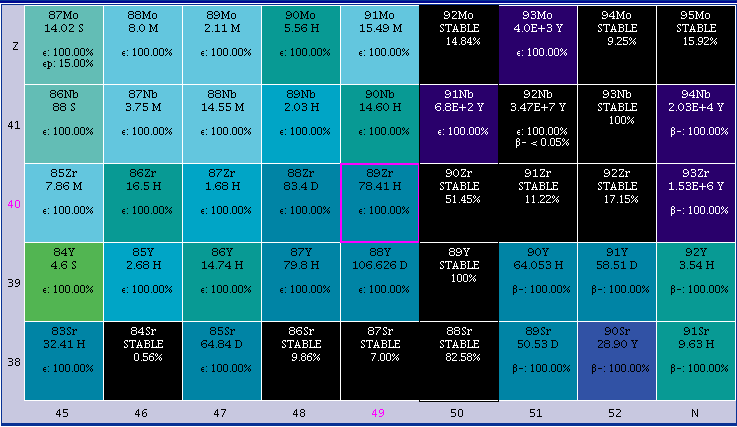 87Mo 88Mo 89Mo 90Mo 91Mo 92Mo 93Mo 94Mo 95Mo
14.02 S 8.0 M 2.11 M 5.56 H 15.49 M STABLE 4.0E+3 Y STABLE STABLE
14.84% 9.25% 15.92%
Z
ϵ: 100.00% ϵ: 100.00% ϵ: 100.00% ϵ: 100.00% ϵ: 100.00% ϵ: 100.00%
ϵp: 15.00%
86Nb 87Nb 88Nb 89Nb 90Nb 91Nb 92Nb 93Nb 94Nb
88 S 3.75 M 14.55 M 2.03 H 14.60 H 6.8E+2 Y 3.47E+7 Y STABLE 2.03E+4 Y
100%
41
ϵ: 100.00% ϵ: 100.00% ϵ: 100.00% ϵ: 100.00% ϵ: 100.00% ϵ: 100.00% ϵ: 100.00% β-: 100.00%
β- < 0.05%
85Zr 86Zr 87Zr 88Zr 89Zr 90Zr 91Zr 92Zr 93Zr
7.86 M 16.5 H 1.68 H 83.4 D 78.41 H STABLE STABLE STABLE 1.53E+6 Y
51.45% 11.22% 17.15%
40
ϵ: 100.00% ϵ: 100.00% ϵ: 100.00% ϵ: 100.00% ϵ: 100.00% β-: 100.00%
84Y 85Y 86Y 87Y 88Y 89Y 90Y 91Y 92Y
4.6 S 2.68 H 14.74 H 79.8 H 106.626 D STABLE 64.053 H 58.51 D 3.54 H
100%
39
ϵ: 100.00% ϵ: 100.00% ϵ: 100.00% ϵ: 100.00% ϵ: 100.00% β-: 100.00% β-: 100.00% β-: 100.00%
83Sr 84Sr 85Sr 86Sr 87Sr 88Sr 89Sr 90Sr 91Sr
32.41 H STABLE 64.84 D STABLE STABLE STABLE 50.53 D 28.90 Y 9.63 H
0.56% 9.86% 7.00% 82.58%
38
ϵ: 100.00% ϵ: 100.00% β-: 100.00% β-: 100.00% β-: 100.00%
45 46 47 48 49 50 51 52 N